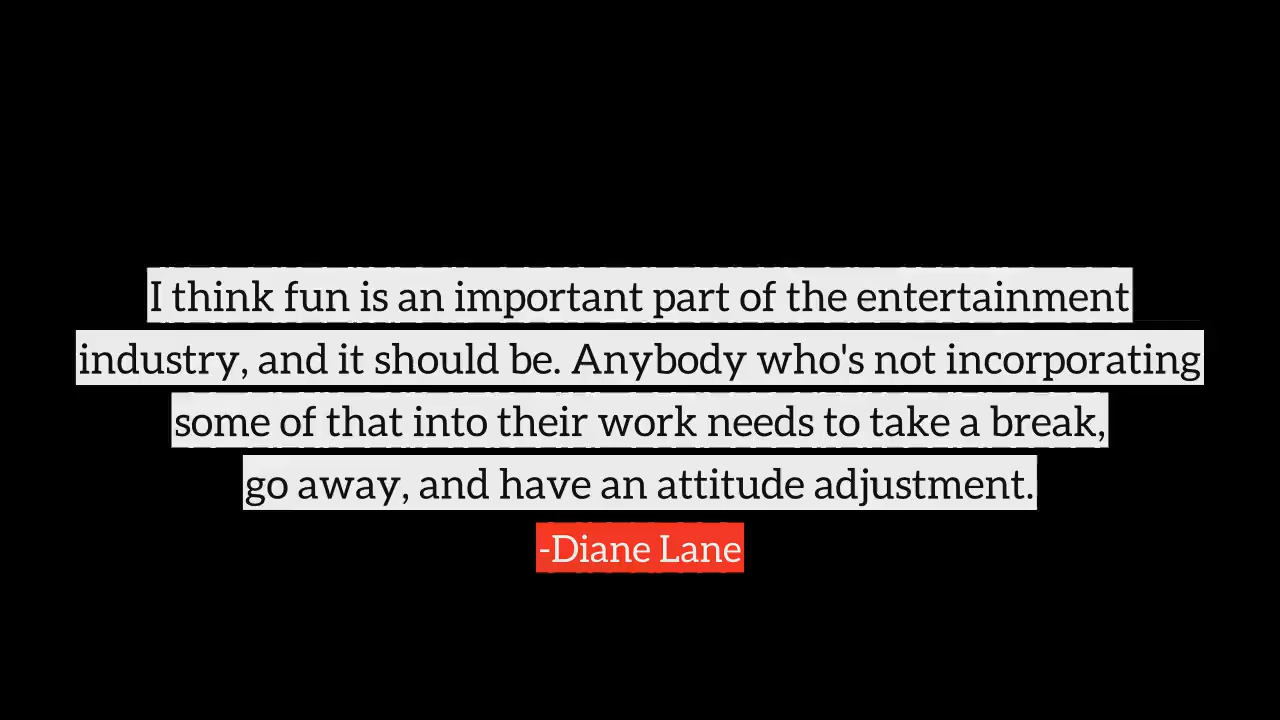 I think fun is an important part of the entertainment
industry, and it should be. Anybody who's not incorporating
some of that into their work needs to take a break,
go away, and have an attitude adjustment.
-Diane Lane